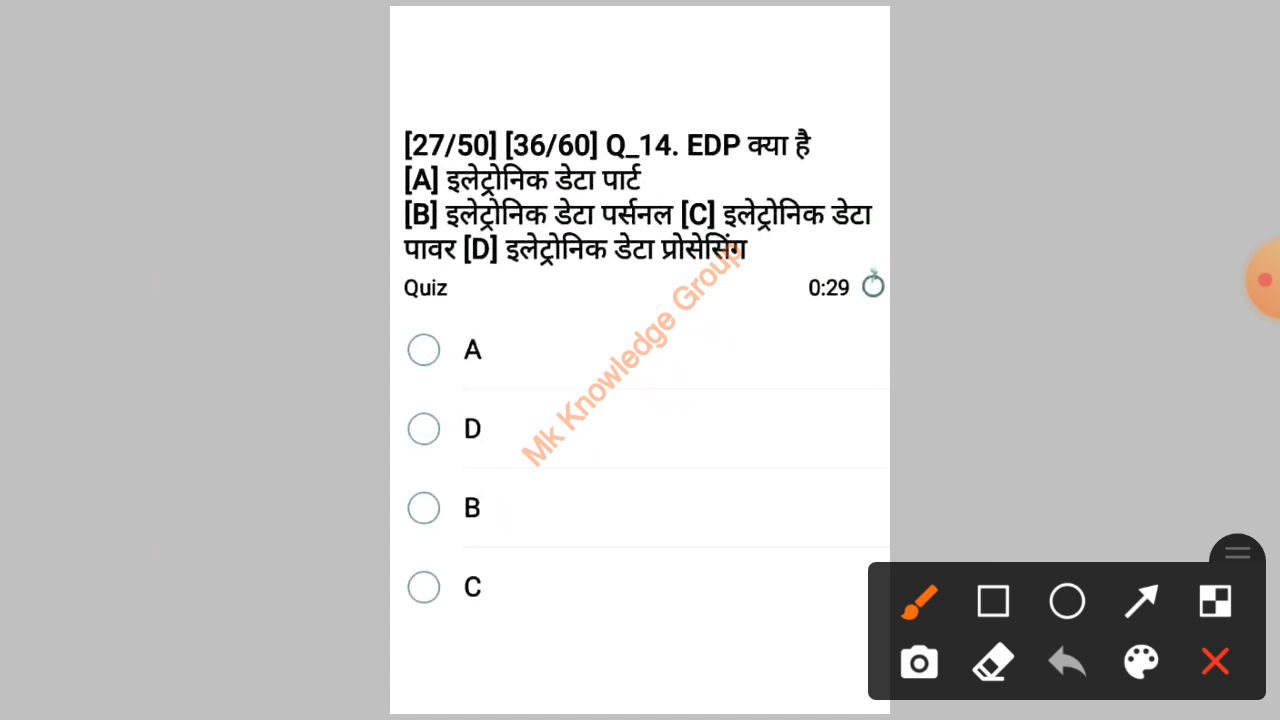 [27/50] [36/60] Q_14. EDP क्या है
[A] इलेट्रोनिक डेटा पार्ट
[B] इलेट्रोनिक डेटा पर्सनल [C] इलेट्रोनिक डेटा
पावर [D] इलेट्रोनिक डेटा प्रोसेसिंग
Quiz 0:29
Mk Knowledge Group
A
D
B
C